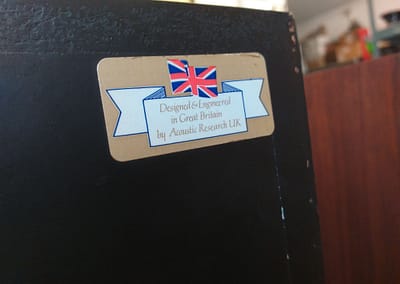 Designed & Engineered
in Great Britain
by Acoustic Research UK